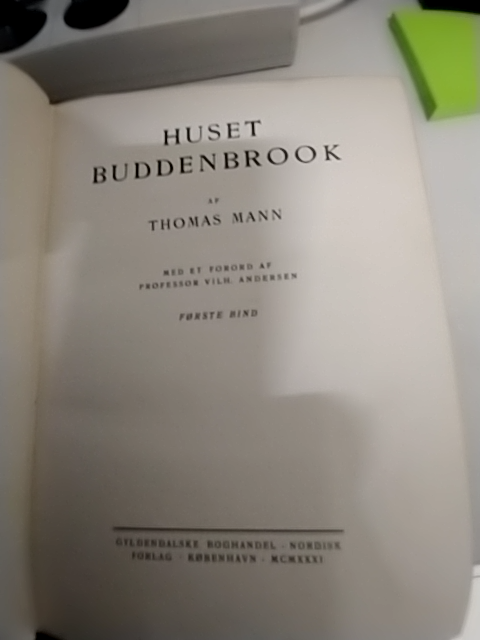 HUSET
BUDDENBROOK
AF
THOMAS MANN
MED ET FORORD AF
PROFESSOR VILH. ANDERSEN
FØRSTE BIND
GYLDENDALSKE BOGHANDEL · NORDISK
FORLAG · KØBENHAVN · MCMXXXI